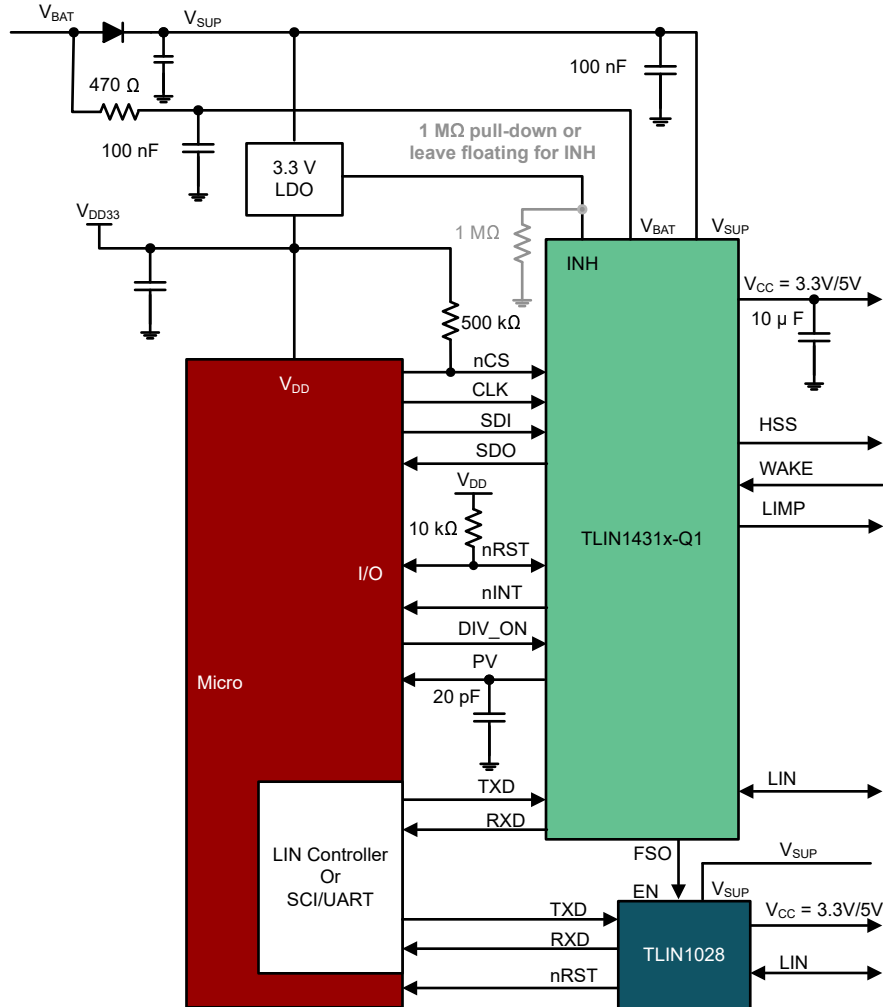 VBAT
VSUP
470 Ω
100 nF
100 nF
1 MΩ pull-down or
leave floating for INH
3.3 V
LDO
VDD33
1 MΩ
VBAT
VSUP
INH
VCC = 3.3V/5V
10 µ F
500 kΩ
nCS
VDD
CLK
SDI
SDO
HSS
WAKE
LIMP
VDD
10 kΩ
nRST
TLIN1431x-Q1
I/O
nINT
DIV_ON
PV
Micro
20 pF
TXD
RXD
LIN
LIN Controller
Or
SCI/UART
FSO
VSUP
EN
VSUP
TXD
VCC = 3.3V/5V
RXD
TLIN1028
LIN
nRST